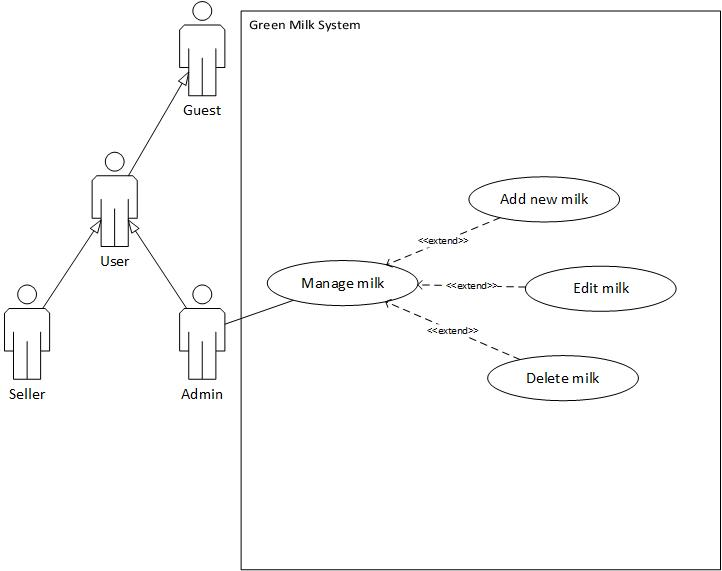 Green Milk System
Guest
Add new milk
<<extend>>
User
Manage milk
<<extend>>
Edit milk
<<extend>>
Delete milk
Seller
Admin